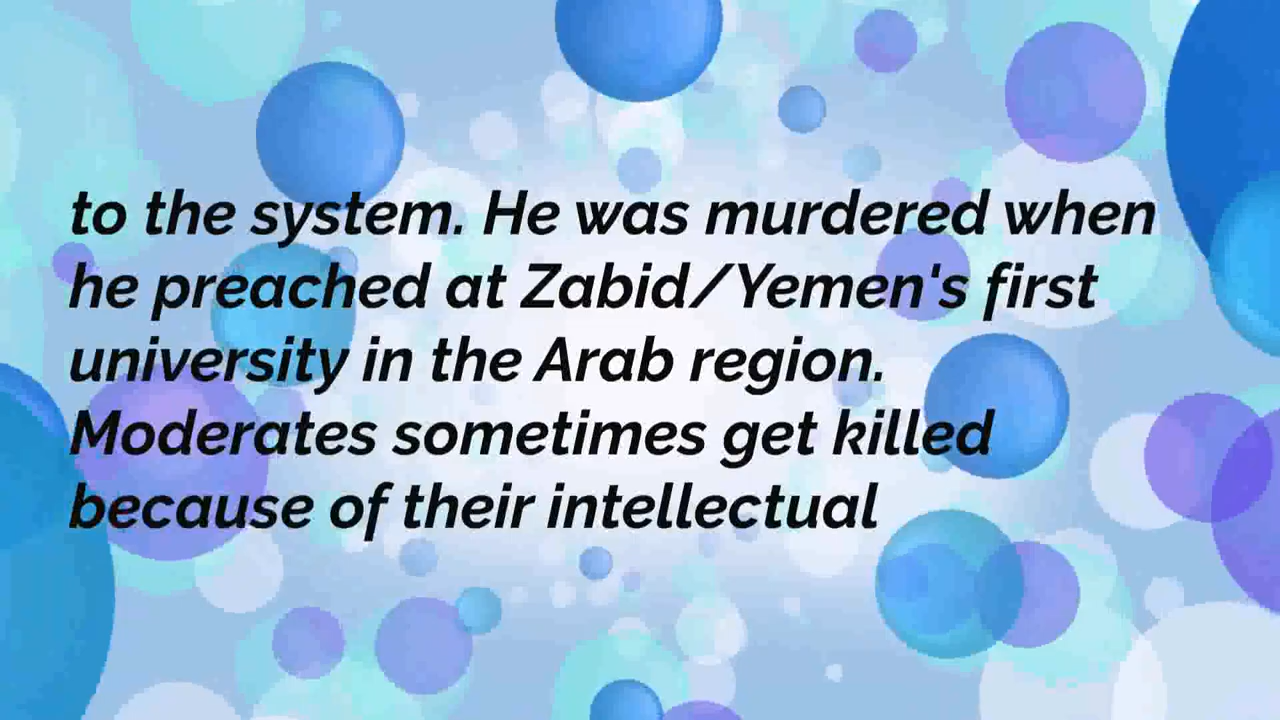 to the system. He was murdered when
he preached at Zabid/Yemen's first
university in the Arab region.
Moderates sometimes get killed
because of their intellectual